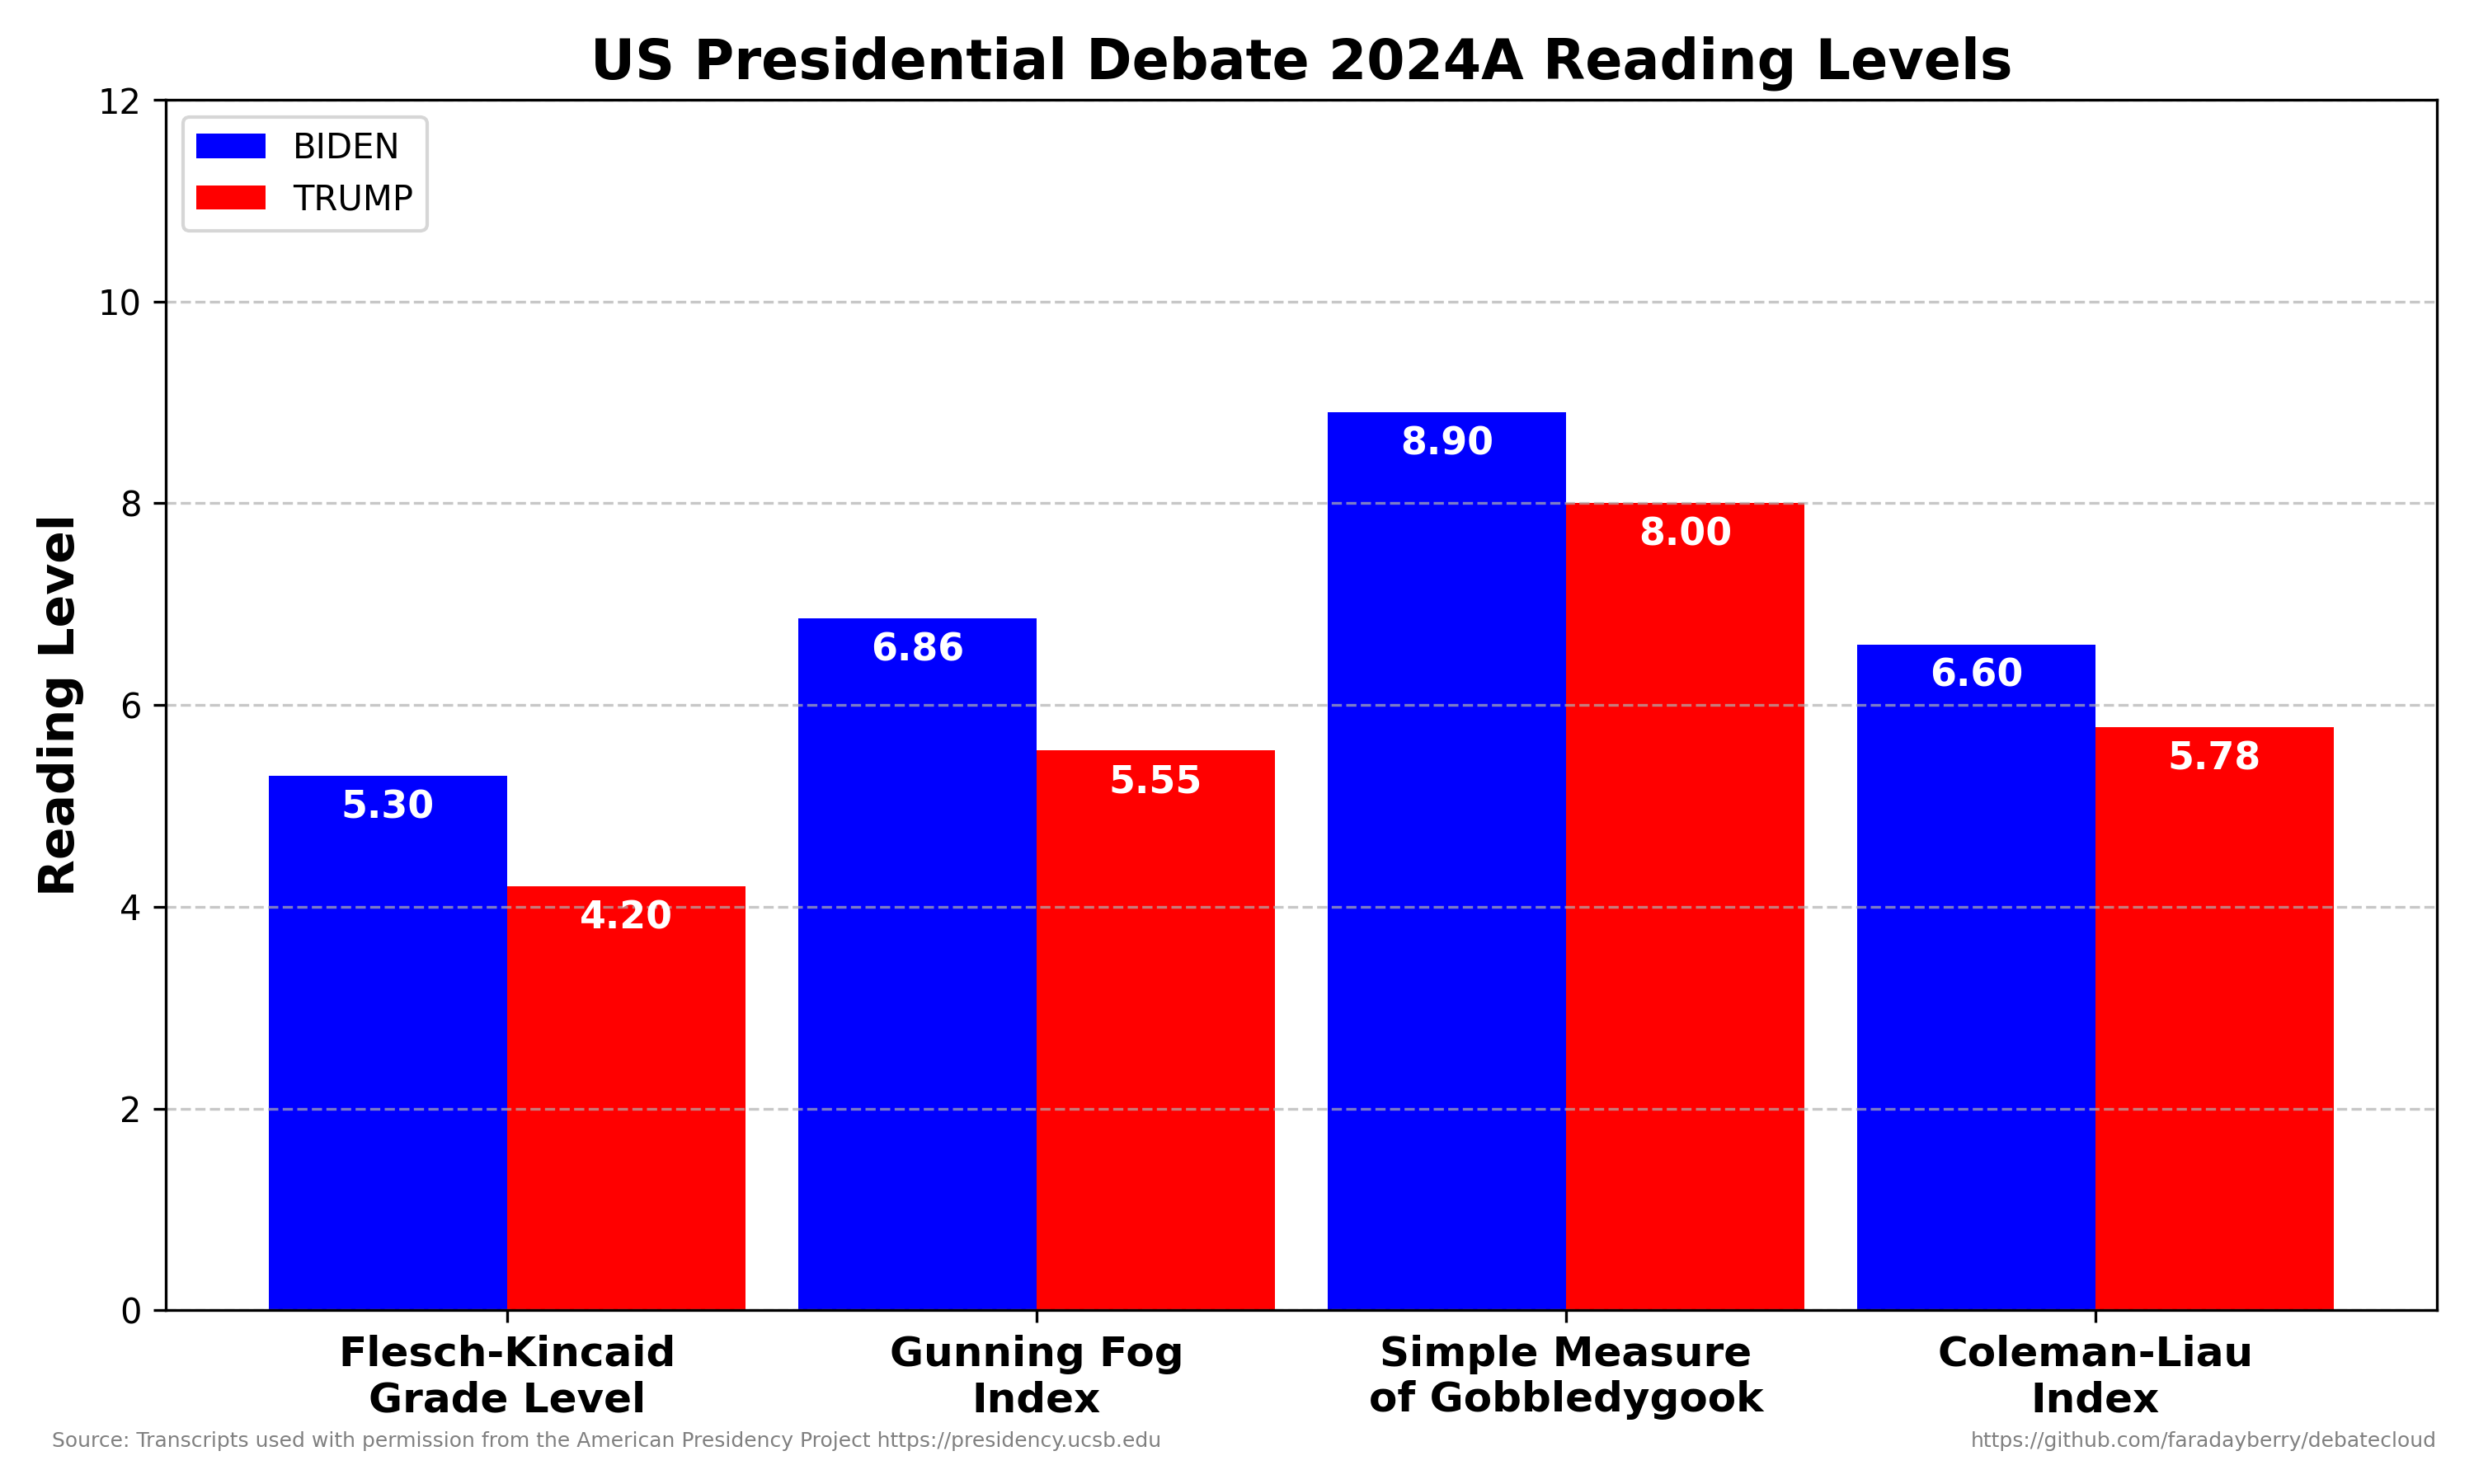 US Presidential Debate 2024A Reading Levels
12
10
8
6
4
2
0
Reading Level
BIDEN
TRUMP
5.30
4.20
6.86
5.55
8.90
8.00
6.60
5.78
Flesch-Kincaid
Grade Level
Gunning Fog
Index
Simple Measure
of Gobbledygook
Coleman-Liau
Index
Source: Transcripts used with permission from the American Presidency Project https://presidency.ucsb.edu
https://github.com/faradayberry/debatecloud